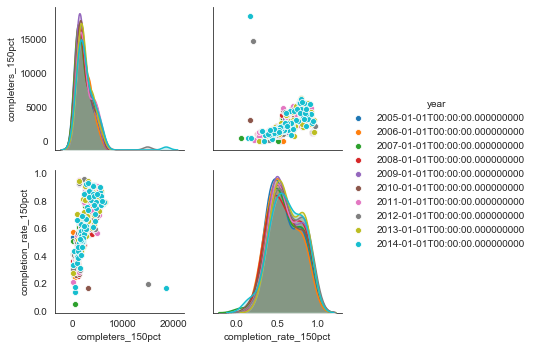 completers_150pct
15000
10000
5000
0
year
2005-01-01T00:00:00.000000000
2006-01-01T00:00:00.000000000
2007-01-01T00:00:00.000000000
2008-01-01T00:00:00.000000000
2009-01-01T00:00:00.000000000
2010-01-01T00:00:00.000000000
2011-01-01T00:00:00.000000000
2012-01-01T00:00:00.000000000
2013-01-01T00:00:00.000000000
2014-01-01T00:00:00.000000000
completion_rate_150pct
1.0
0.8
0.6
0.4
0.2
0.0
0 10000 20000
completers_150pct
0.0 0.5 1.0
completion_rate_150pct